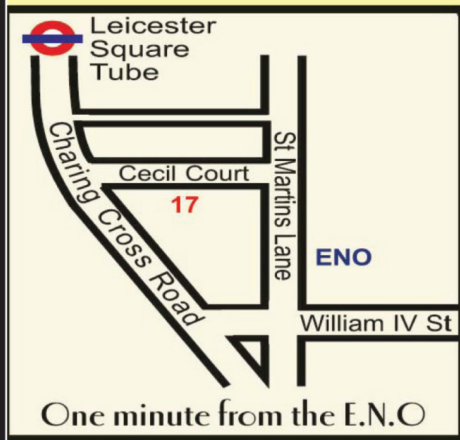 Leicester
Square
Tube
Charing Cross Road
Cecil Court
17
St Martins Lane
ENO
William IV St
One minute from the E.N.O